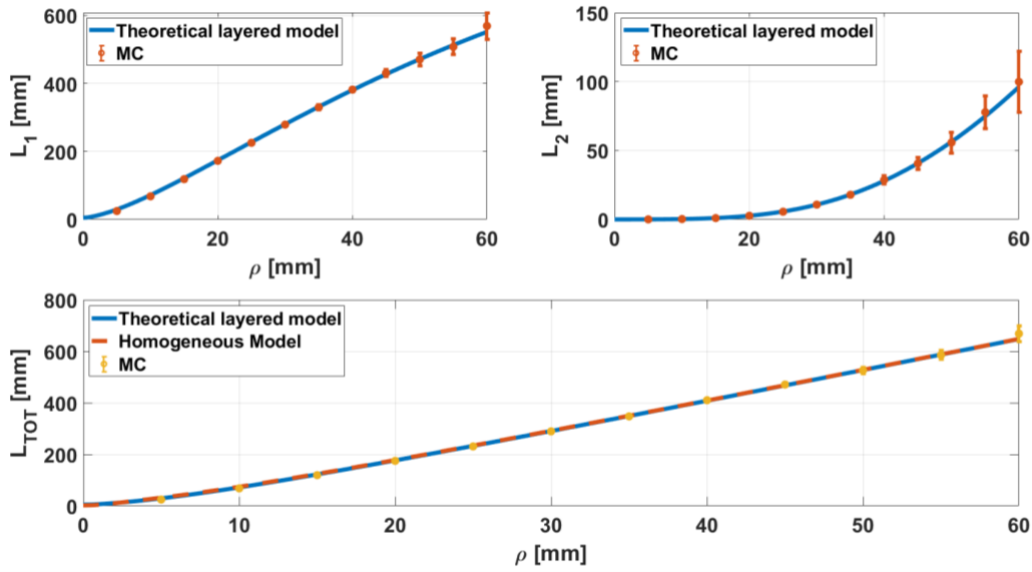 600
400
200
0
L1 [mm]
Theoretical layered model
MC
0 20 40 60
ρ [mm]
150
100
50
0
L2 [mm]
Theoretical layered model
MC
0 20 40 60
ρ [mm]
800
600
400
200
0
LTOT [mm]
Theoretical layered model
Homogeneous Model
MC
0 10 20 30 40 50 60
ρ [mm]